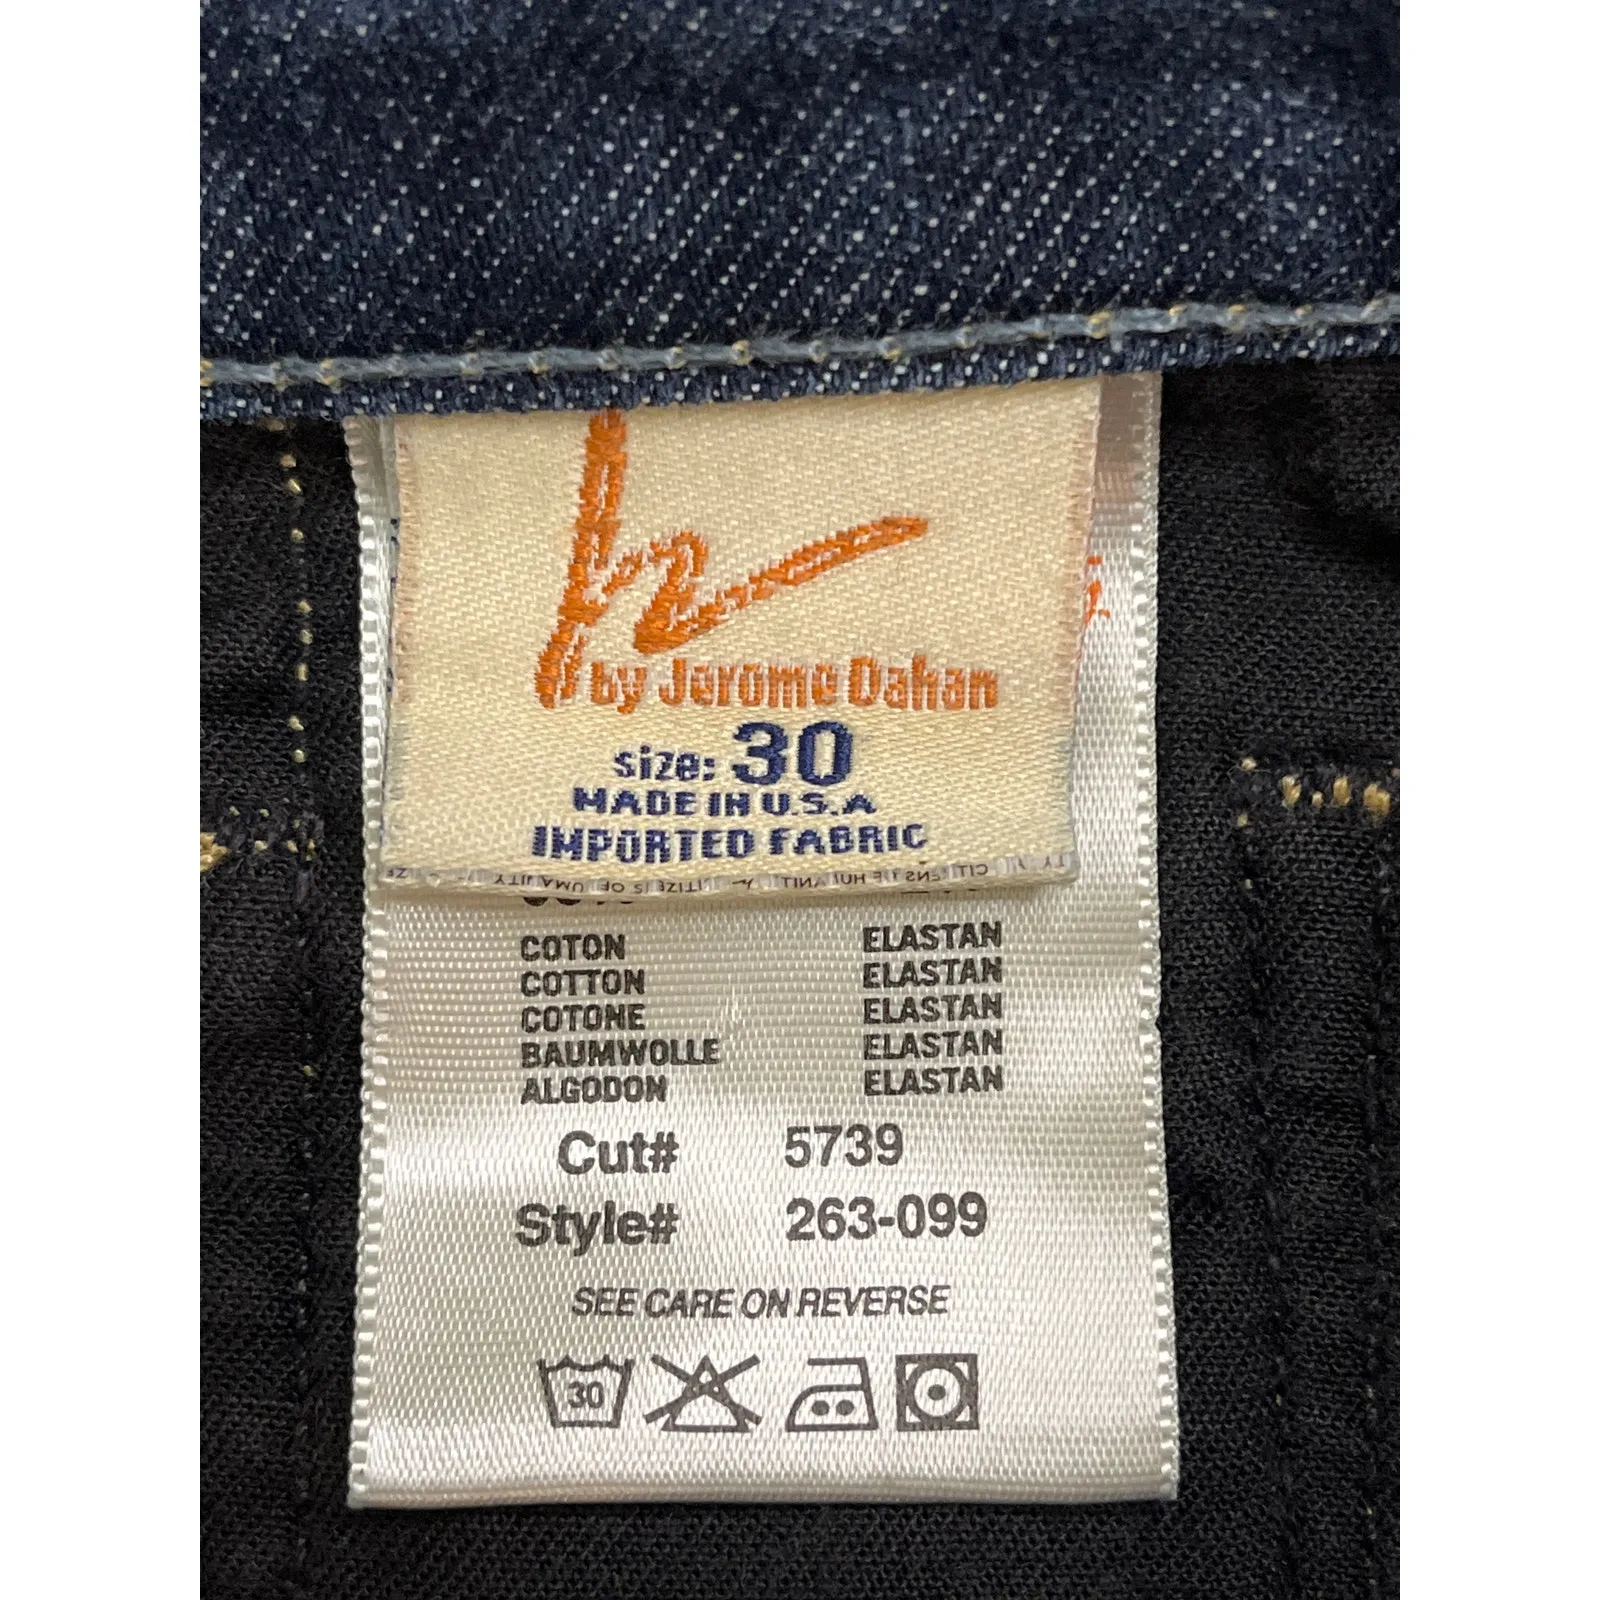 h
by Jerome Dahan
size: 30
MADE IN U.S.A
IMPORTED FABRIC
COTON ELASTAN
COTTON ELASTAN
COTONE ELASTAN
BAUMWOLLE ELASTAN
ALGODON ELASTAN
Cut# 5739
Style# 263-099
SEE CARE ON REVERSE
30